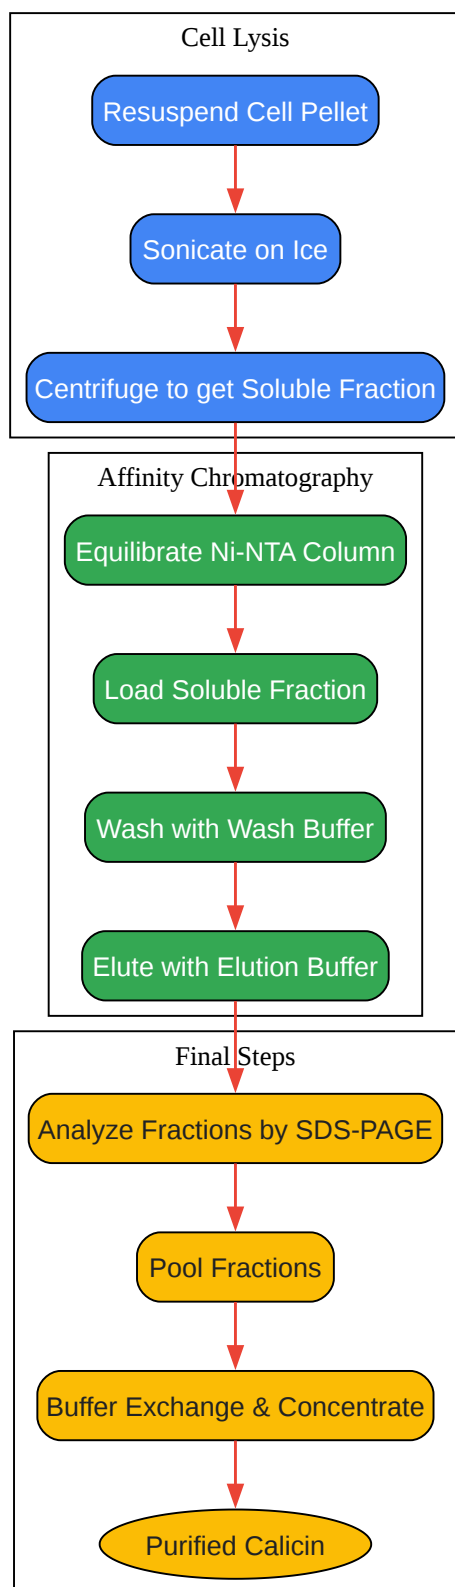 Cell Lysis
Resuspend Cell Pellet
Sonicate on Ice
Centrifuge to get Soluble Fraction
Affinity Chromatography
Equilibrate Ni-NTA Column
Load Soluble Fraction
Wash with Wash Buffer
Elute with Elution Buffer
Final Steps
Analyze Fractions by SDS-PAGE
Pool Fractions
Buffer Exchange & Concentrate
Purified Calicin